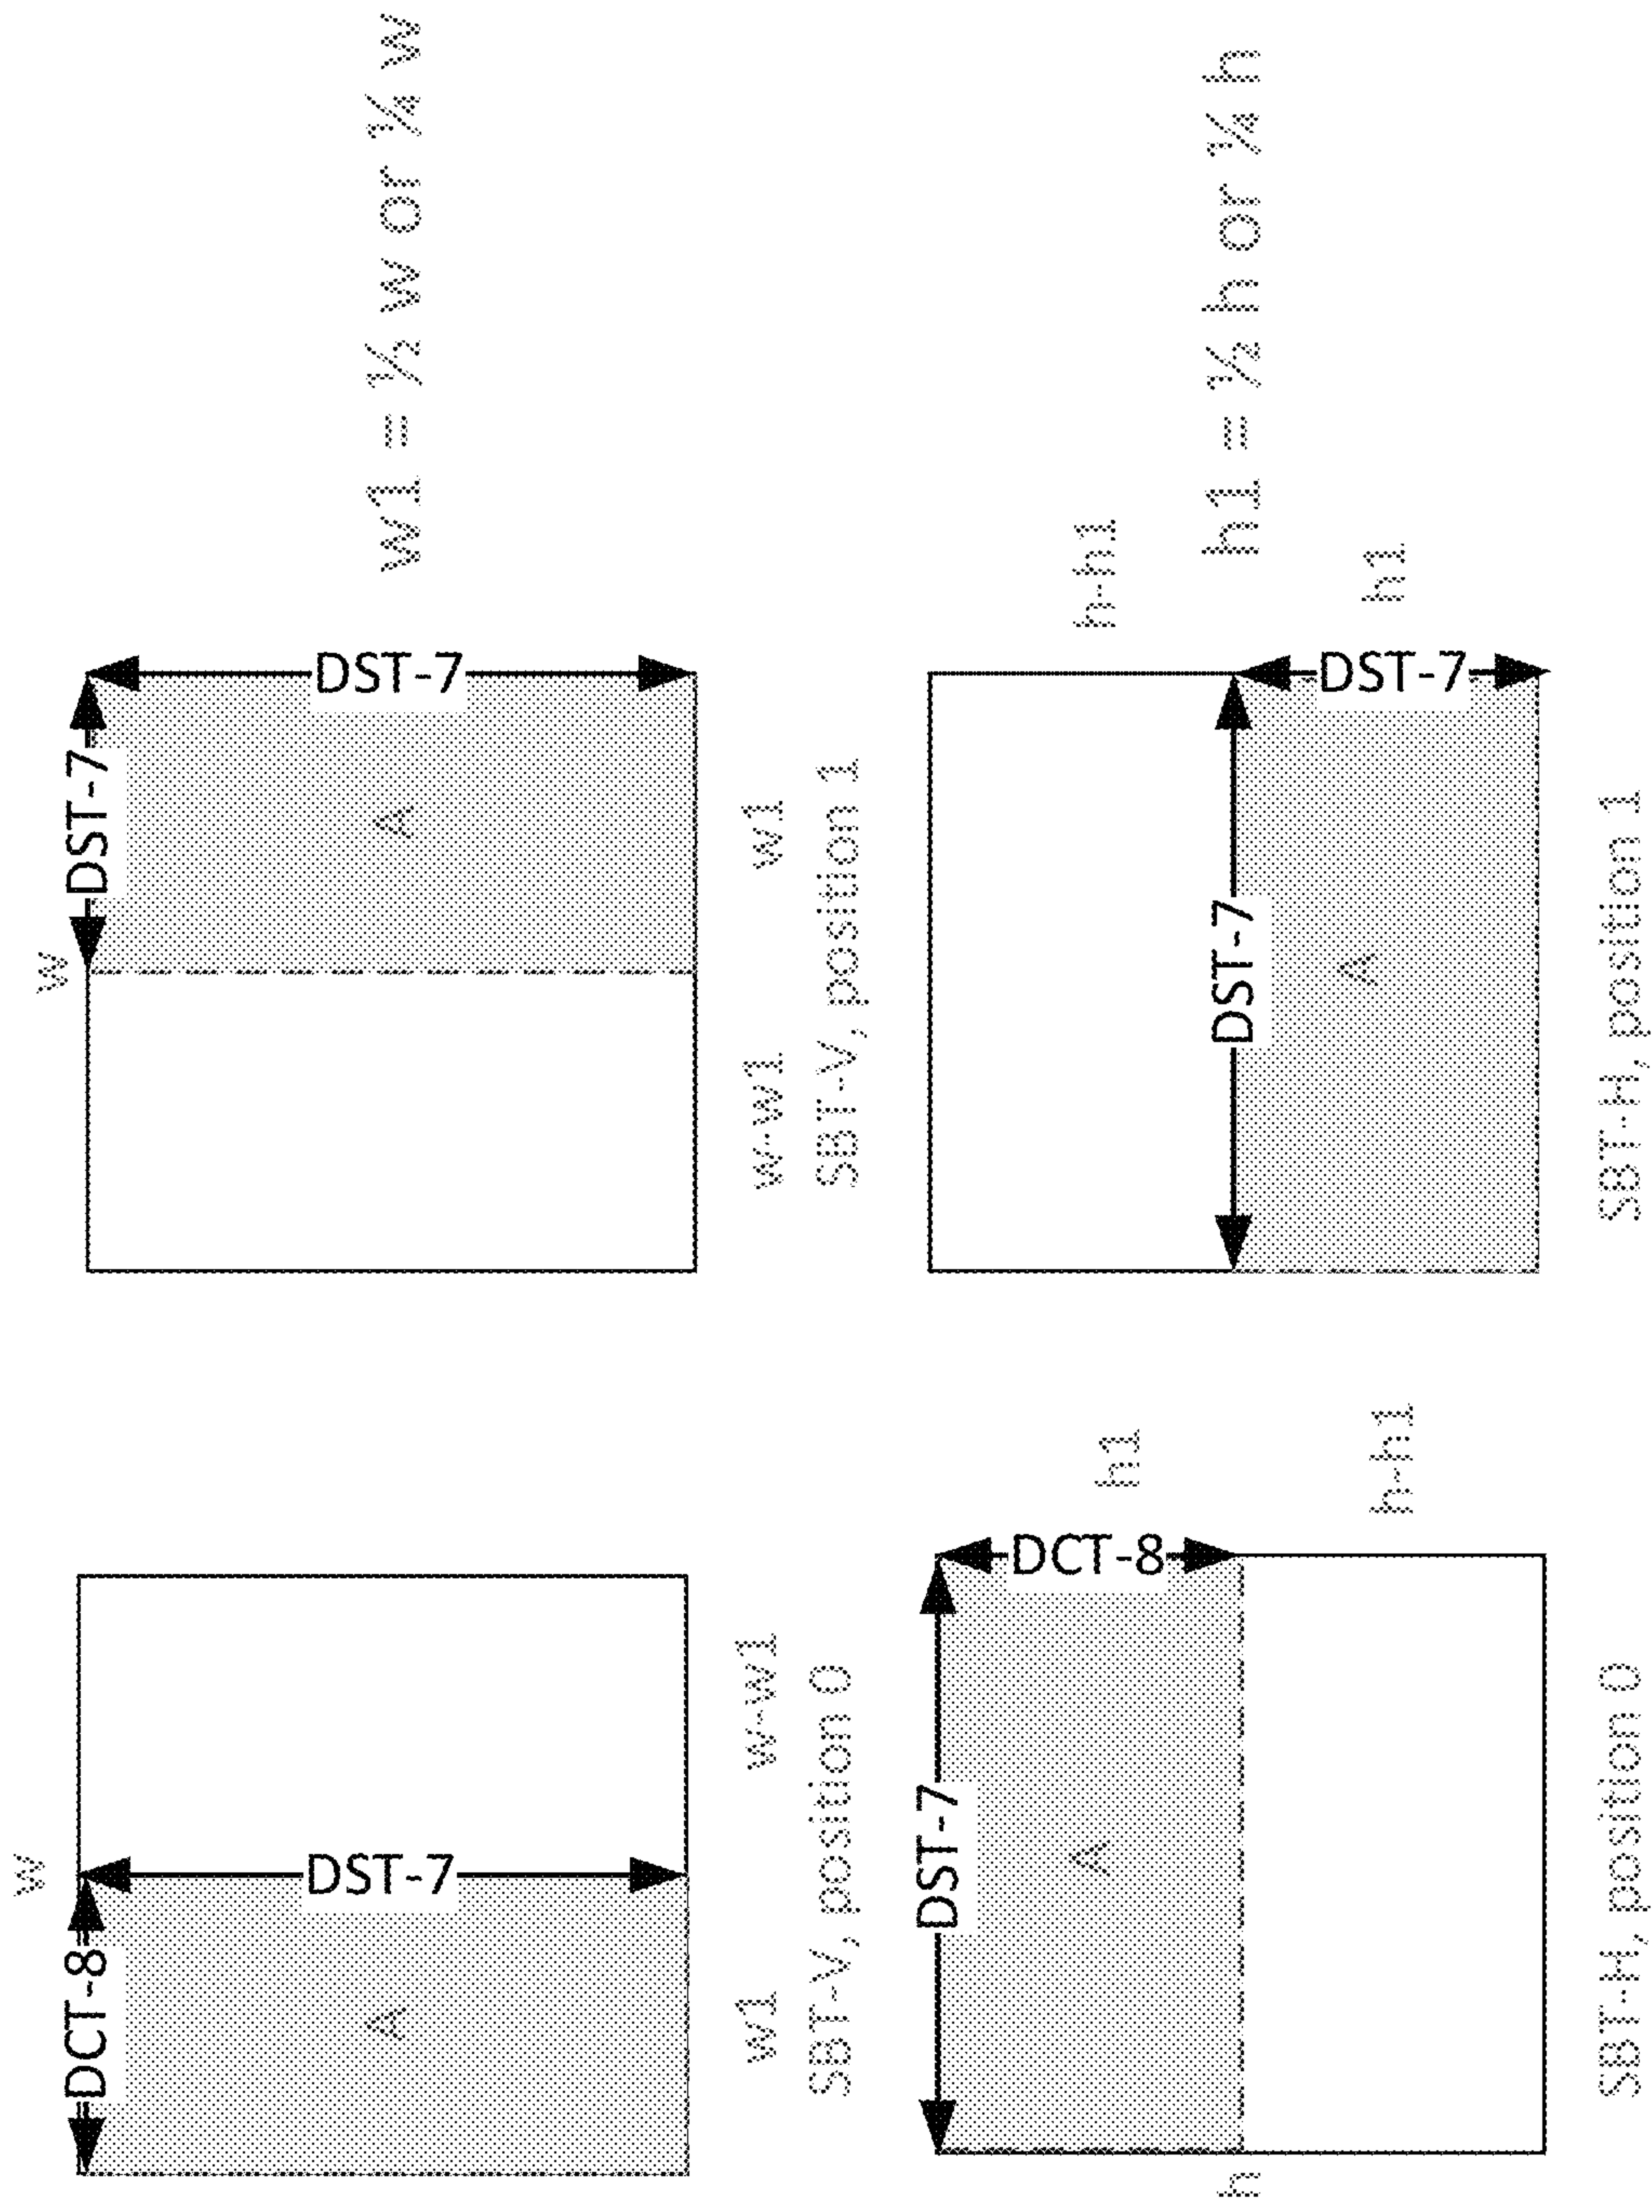 w
DCT-8
DST-7
A
w1
w-w1
SBT-V, position 0
w
DST-7
DST-7
A
w-w1
w1
SBT-V, position 1
w1 = ½ w or ¼ w
h
DST-7
DCT-8
A
h1
h-h1
SBT-H, position 0
DST-7
DST-7
A
h-h1
h1
SBT-H, position 1
h1 = ½ h or ¼ h